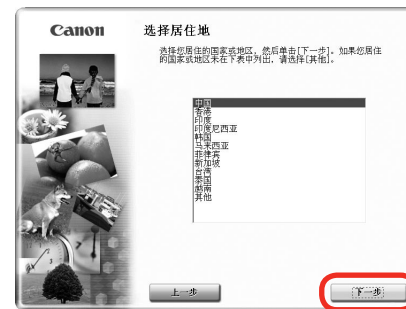 Canon
选择居住地
选择您居住的国家或地区，然后单击[下一步]。如果您居住
的国家或地区未在下表中列出，请选择[其他]。
中国
香港
印度
印度尼西亚
韩国
马来西亚
菲律宾
新加坡
台湾
泰国
越南
其他
上一步
下一步